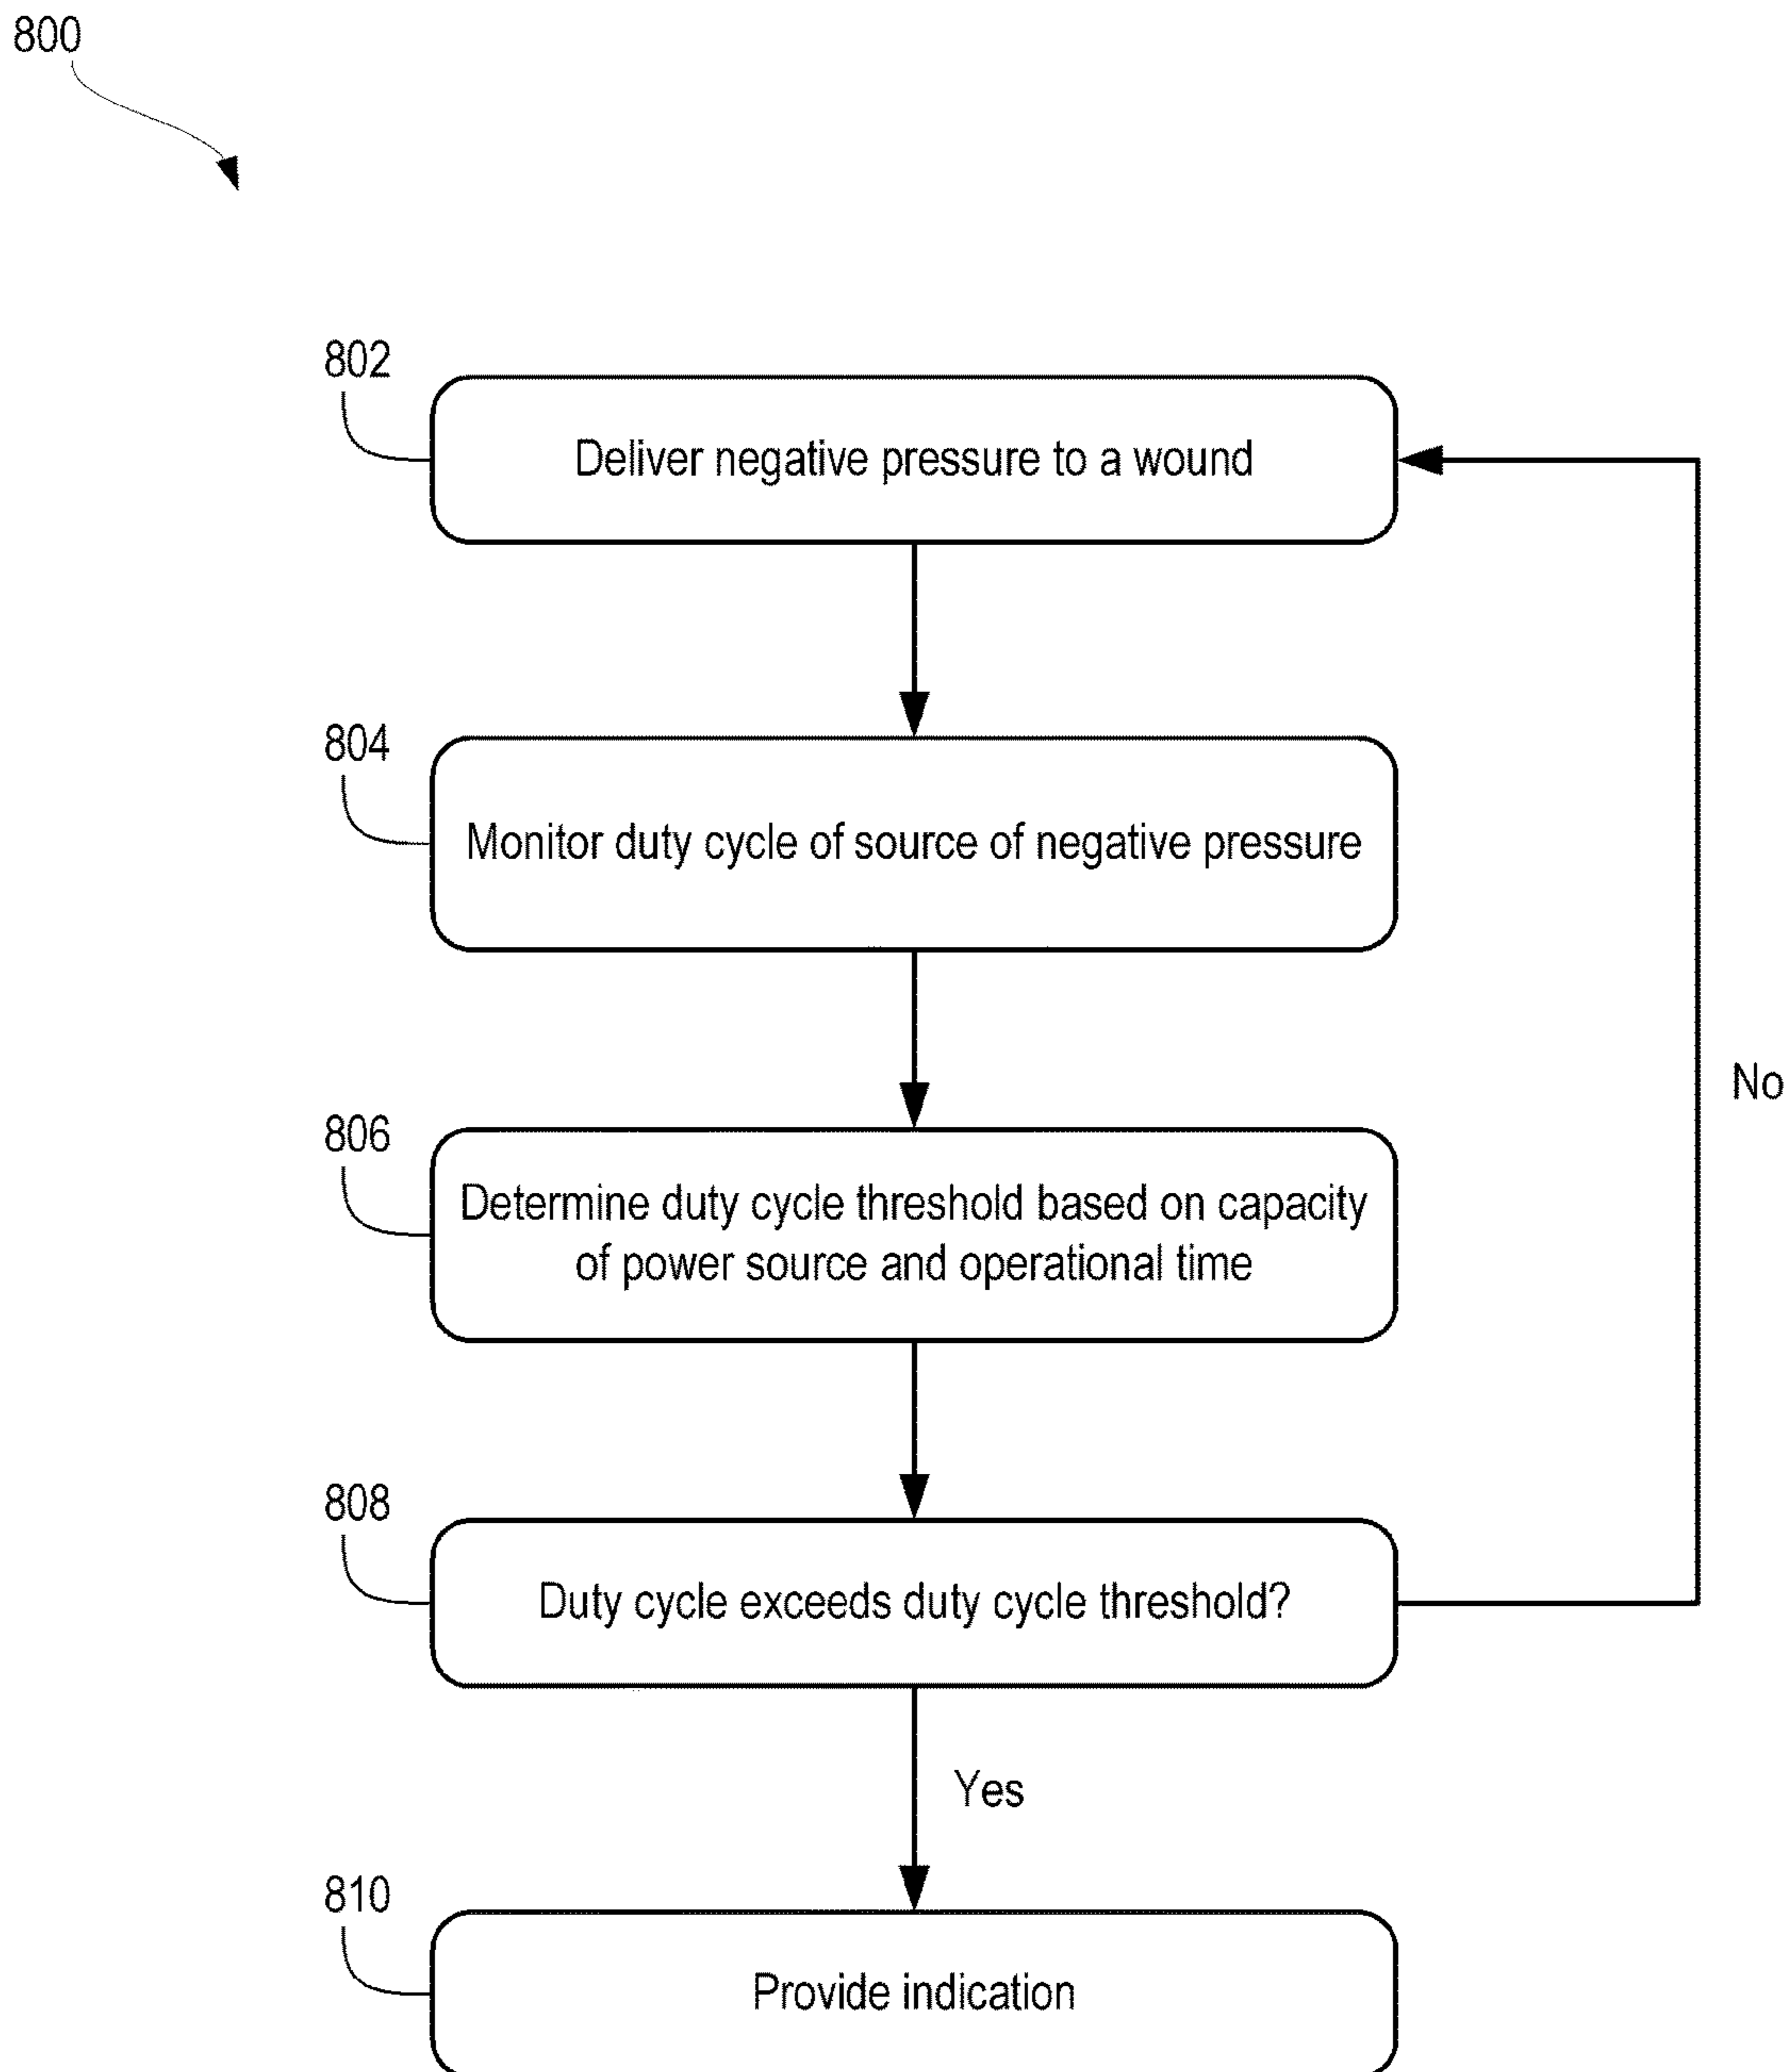 800
802
Deliver negative pressure to a wound
804
Monitor duty cycle of source of negative pressure
No
806
Determine duty cycle threshold based on capacity
of power source and operational time
808
Duty cycle exceeds duty cycle threshold?
Yes
810
Provide indication